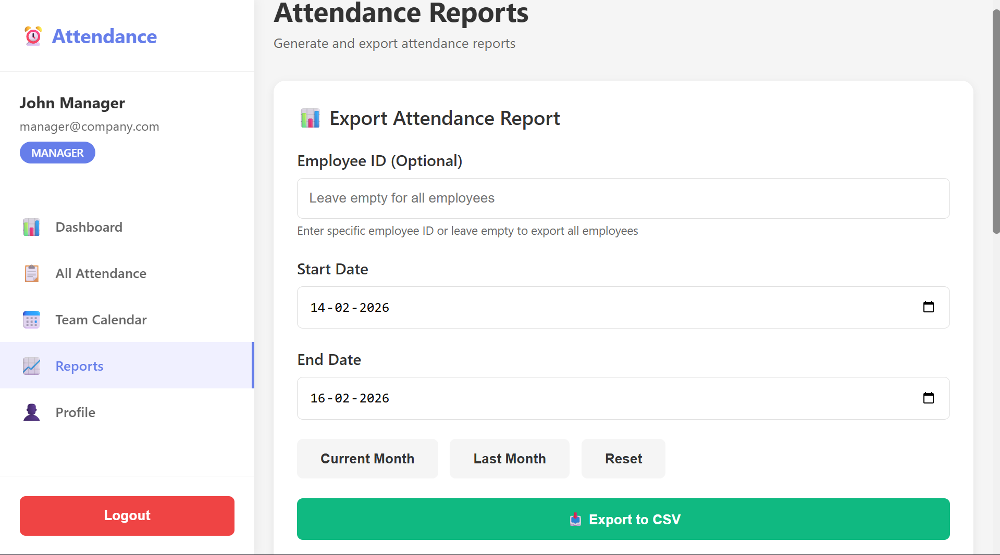 Attendance
John Manager
manager@company.com
MANAGER
Dashboard
All Attendance
Team Calendar
Reports
Profile
Logout
Attendance Reports
Generate and export attendance reports
Export Attendance Report
Employee ID (Optional)
Leave empty for all employees
Enter specific employee ID or leave empty to export all employees
Start Date
14-02-2026
End Date
16-02-2026
Current Month
Last Month
Reset
Export to CSV